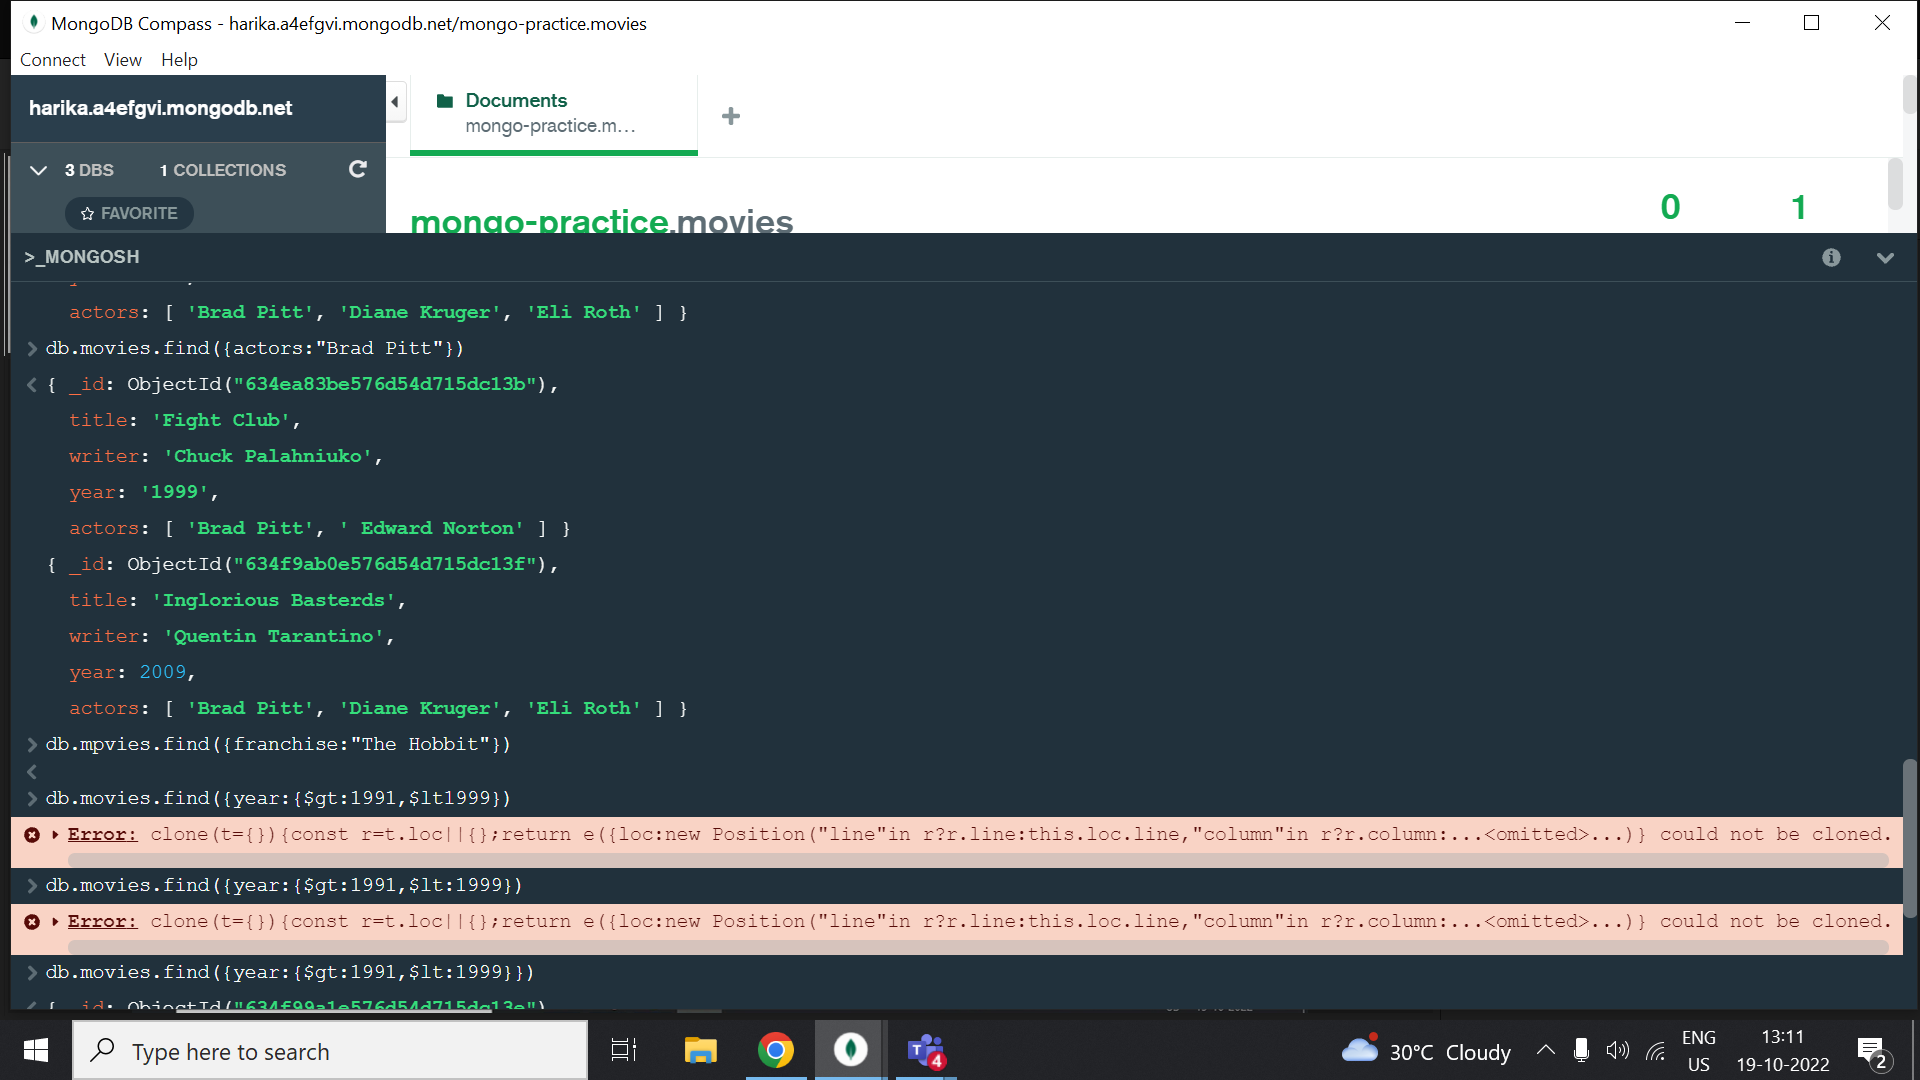 MongoDB Compass - harika.a4efgvi.mongodb.net/mongo-practice.movies
Connect View Help
harika.a4efgvi.mongodb.net
Documents
mongo-practice.m...
3 DBS 1 COLLECTIONS
FAVORITE
mongo-practice.movies
0 1
>_MONGOSH
actors: [ 'Brad Pitt', 'Diane Kruger', 'Eli Roth' ] }
db.movies.find({actors:"Brad Pitt"})
{ _id: ObjectId("634ea83be576d54d715dc13b"),
title: 'Fight Club',
writer: 'Chuck Palahniuko',
year: '1999',
actors: [ 'Brad Pitt', ' Edward Norton' ] }
{ _id: ObjectId("634f9ab0e576d54d715dc13f"),
title: 'Inglorious Basterds',
writer: 'Quentin Tarantino',
year: 2009,
actors: [ 'Brad Pitt', 'Diane Kruger', 'Eli Roth' ] }
db.mpvies.find({franchise:"The Hobbit"})
db.movies.find({year:{$gt:1991,$lt1999})
Error: clone(t={}){const r=t.loc||{};return e({loc:new Position("line"in r?r.line:this.loc.line,"column"in r?r.column:...<omitted>...)} could not be cloned.
db.movies.find({year:{$gt:1991,$lt:1999})
Error: clone(t={}){const r=t.loc||{};return e({loc:new Position("line"in r?r.line:this.loc.line,"column"in r?r.column:...<omitted>...)} could not be cloned.
db.movies.find({year:{$gt:1991,$lt:1999}})
{ _id: ObjectId("634f99a1e576d54d715dc13e")
Type here to search
4
30°C Cloudy
ENG
US
13:11
19-10-2022
2